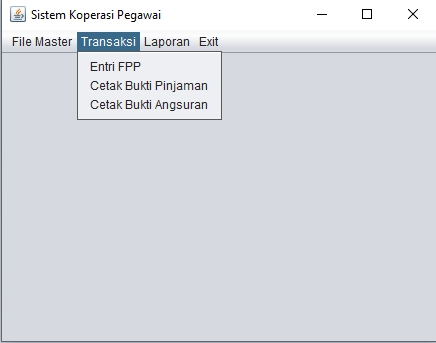 Sistem Koperasi Pegawai
File Master Transaksi Laporan Exit
Entri FPP
Cetak Bukti Pinjaman
Cetak Bukti Angsuran